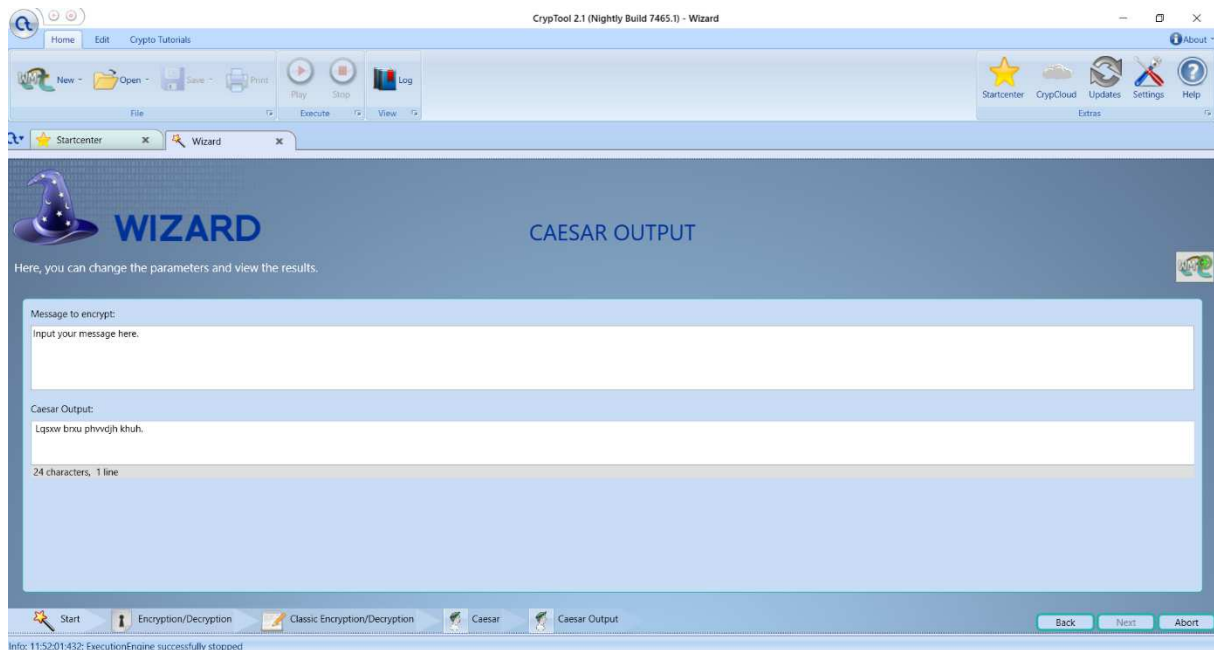 CrypTool 2.1 (Nightly Build 7465.1) - Wizard
Home Edit Crypto Tutorials About
New Open Save Print Play Stop Log Startcenter CrypCloud Updates Settings Help
File Execute View Extras
Startcenter Wizard
WIZARD
CAESAR OUTPUT
Here, you can change the parameters and view the results.
Message to encrypt:
Input your message here.
Caesar Output:
Lqsxw brxu phvvdjh khuh.
24 characters, 1 line
Start Encryption/Decryption Classic Encryption/Decryption Caesar Caesar Output
Back Next Abort
Info: 11:52:01:432: ExecutionEngine successfully stopped